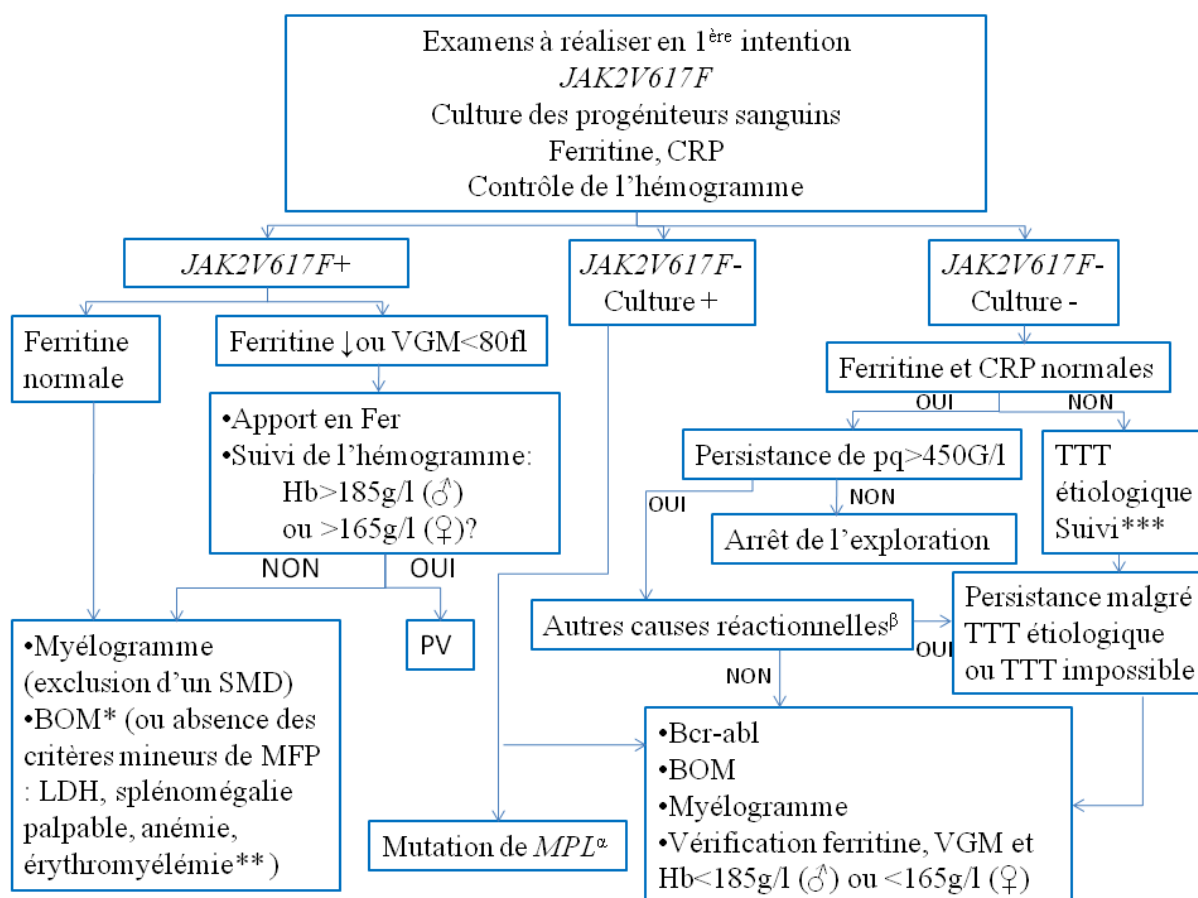 Examens à réaliser en 1ère intention
JAK2V617F
Culture des progéniteurs sanguins
Ferritine, CRP
Contrôle de l'hémogramme
JAK2V617F+
JAK2V617F-
Culture +
JAK2V617F-
Culture -
Ferritine
normale
Ferritine ↓ou VGM<80fl
Ferritine et CRP normales
OUI
NON
•Apport en Fer
•Suivi de l'hémogramme:
Hb>185g/l (♂)
ou >165g/l (♀)?
Persistance de pq>450G/l
TTT
étiologique
Suivi***
OUI
NON
Arrêt de l'exploration
NON
OUI
PV
Autres causes réactionnellesᵝ
OUI
NON
Persistance malgré
TTT étiologique
ou TTT impossible
•Myélogramme
(exclusion d'un SMD)
•BOM* (ou absence des
critères mineurs de MFP
: LDH, splénomégalie
palpable, anémie,
érythromyélémie**)
Mutation de MPLᵅ
•Bcr-abl
•BOM
•Myélogramme
•Vérification ferritine, VGM et
Hb<185g/l (♂) ou <165g/l (♀)